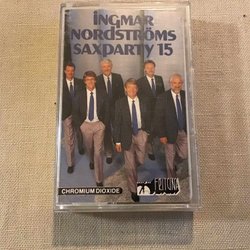 INGMAR
NORDSTRÖMS
SAXPARTY 15
CHROMIUM DIOXIDE